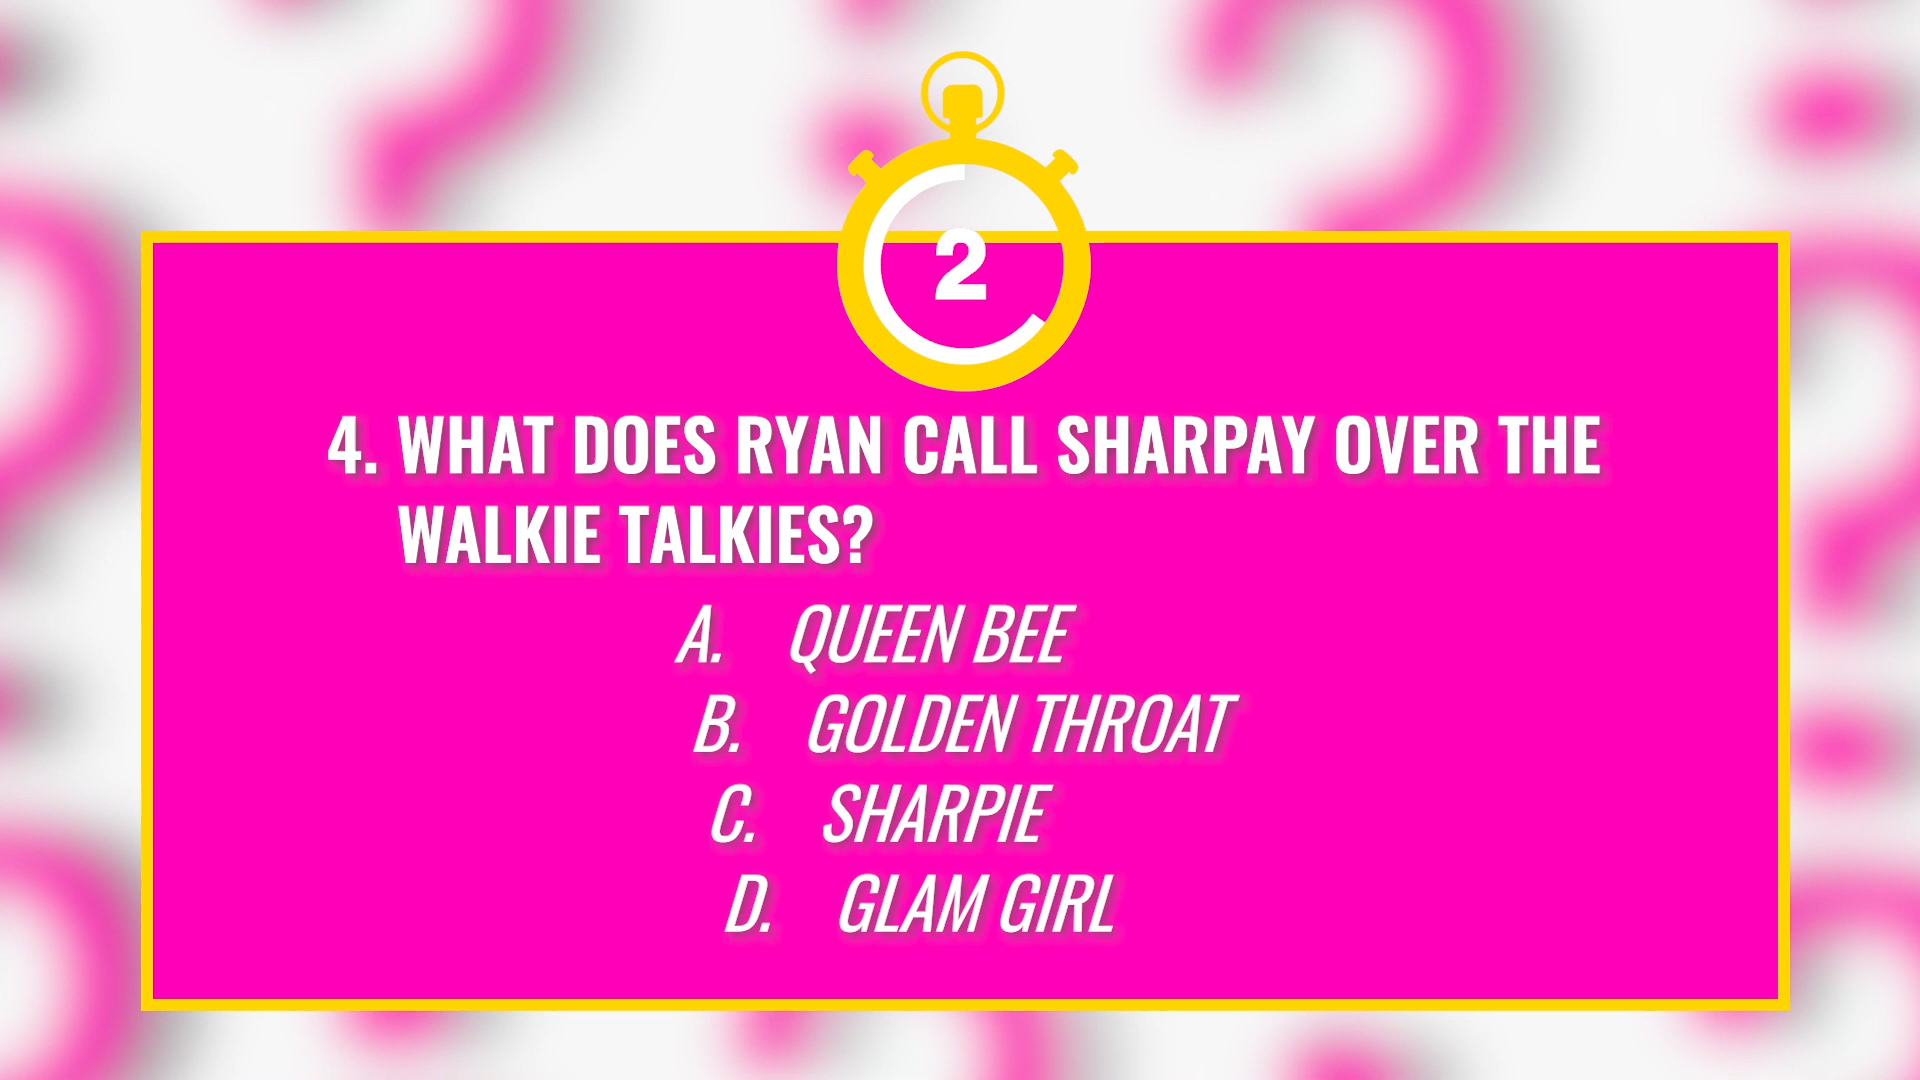 2
4. WHAT DOES RYAN CALL SHARPAY OVER THE
WALKIE TALKIES?
A. QUEEN BEE
B. GOLDEN THROAT
C. SHARPIE
D. GLAM GIRL